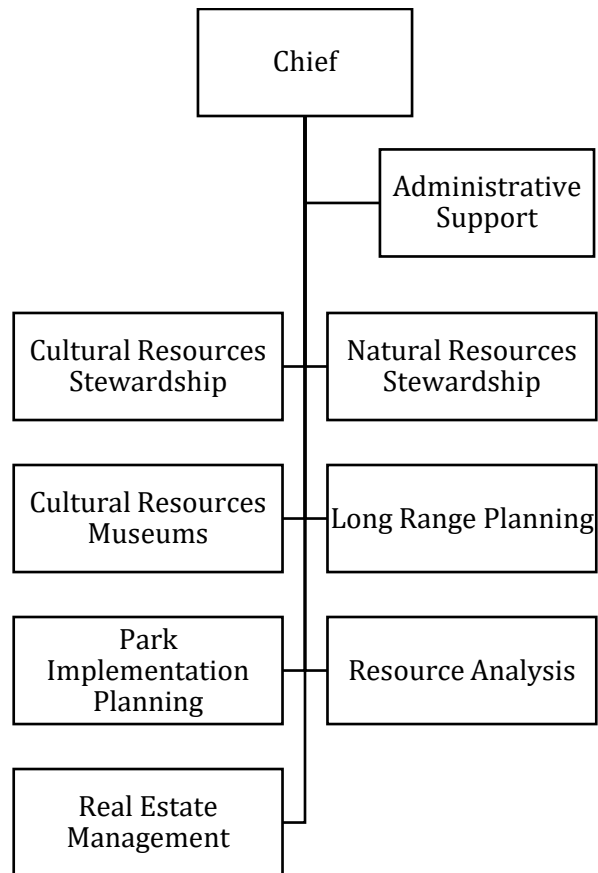 Chief
Administrative
Support
Cultural Resources
Stewardship
Natural Resources
Stewardship
Cultural Resources
Museums
Long Range Planning
Park
Implementation
Planning
Resource Analysis
Real Estate
Management